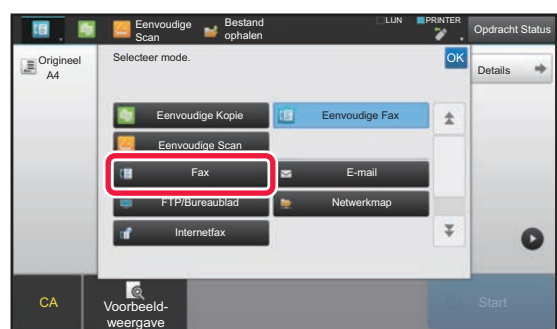 Eenvoudige
Scan
Bestand
ophalen
LIJN
PRINTER
Opdracht Status
Origineel
A4
Selecteer mode.
OK
Details
Eenvoudige Kopie
Eenvoudige Fax
Eenvoudige Scan
Fax
E-mail
FTP/Bureaublad
Netwerkmap
Internetfax
CA
Voorbeeld-
weergave
Start